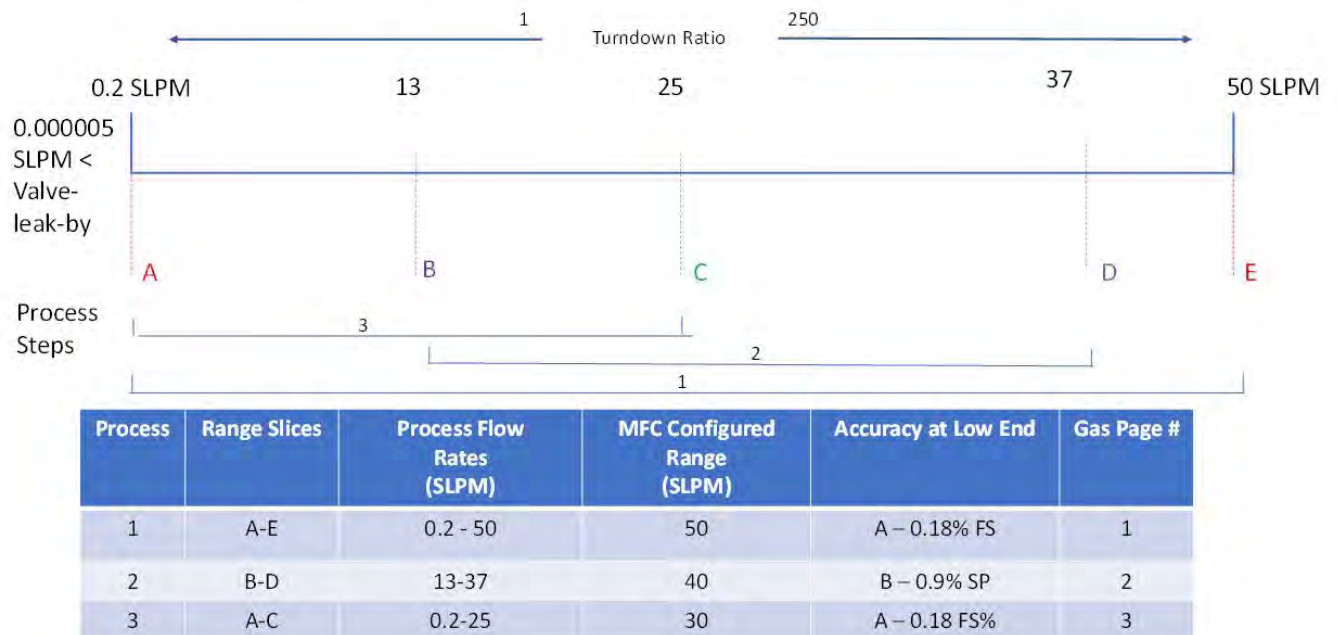 1
250
Turndown Ratio
0.2 SLPM
13
25
37
50 SLPM
0.000005
SLPM <
Valve-
leak-by
A
B
C
D
E
Process
Steps
3
2
1
Process Range Slices Process Flow Rates (SLPM) MFC Configured Range (SLPM) Accuracy at Low End Gas Page #
1 A-E 0.2 - 50 50 A – 0.18% FS 1
2 B-D 13-37 40 B – 0.9% SP 2
3 A-C 0.2-25 30 A – 0.18 FS% 3